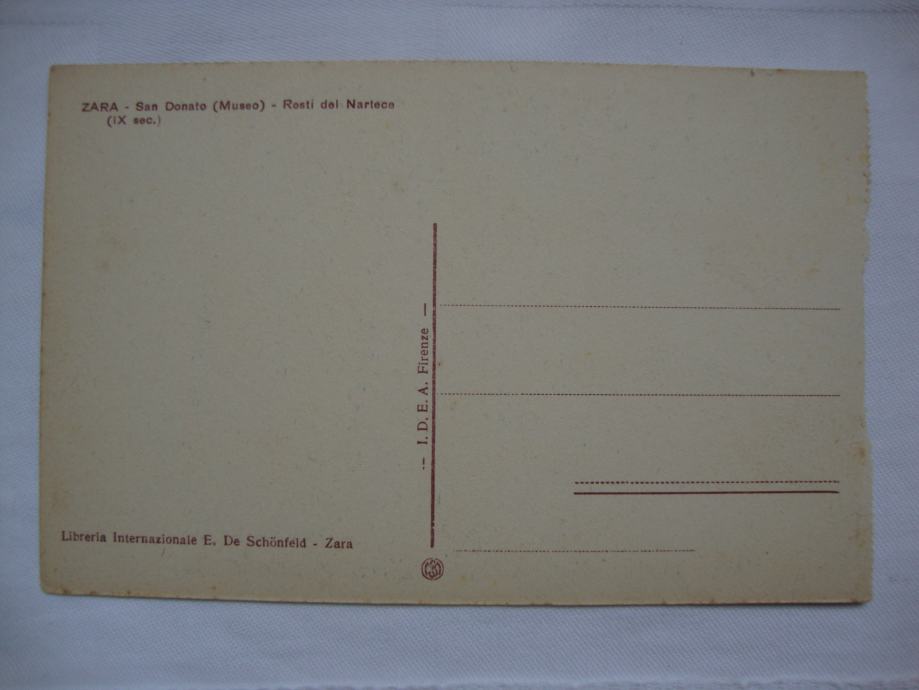 ZARA - San Donato (Museo) - Resti del Nartece
(IX sec.)
— I. D. E. A. Firenze —
Libreria Internazionale E. De Schönfeld - Zara